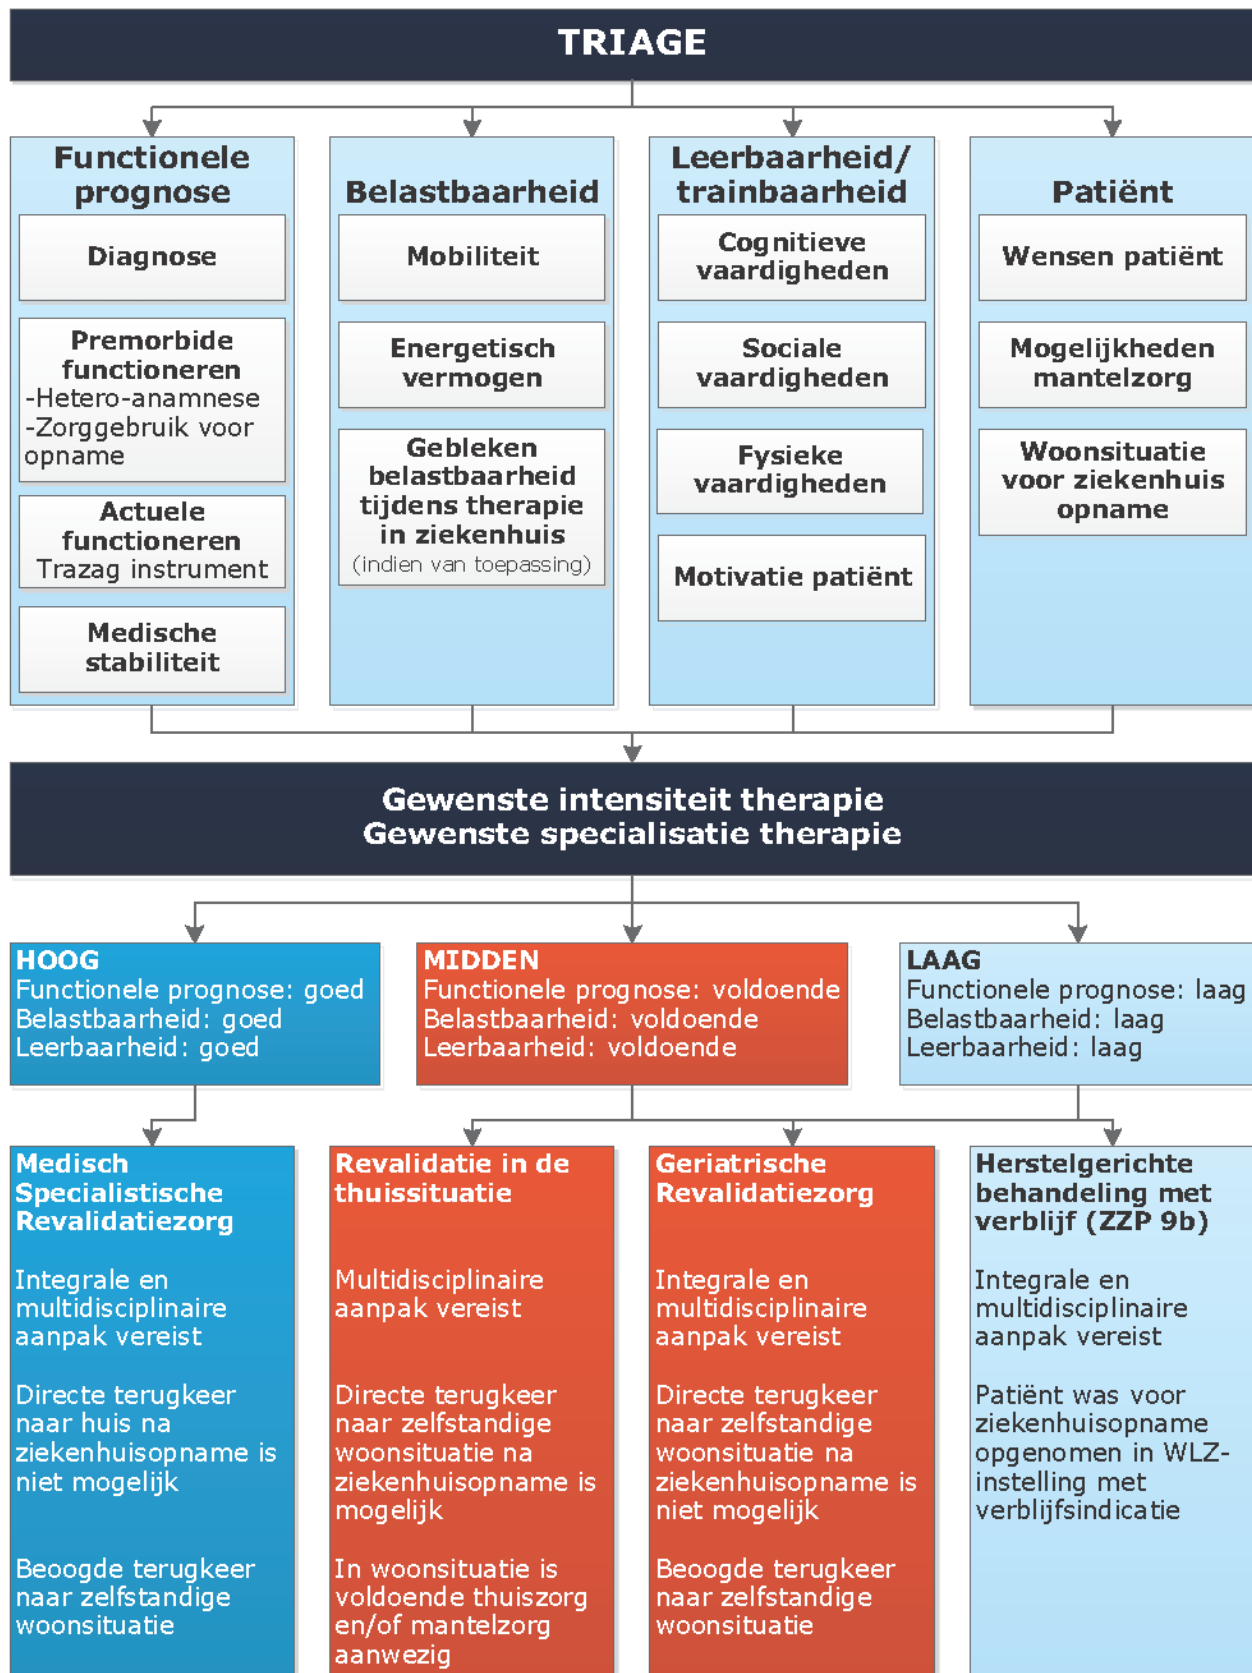 TRIAGE
Functionele
prognose
Diagnose
Premorbide
functioneren
-Hetero-anamnese
-Zorggebruik voor
opname
Actuele
functioneren
Trazag instrument
Medische
stabiliteit
Belastbaarheid
Mobiliteit
Energetisch
vermogen
Gebleken
belastbaarheid
tijdens therapie
in ziekenhuis
(indien van toepassing)
Leerbaarheid/
trainbaarheid
Cognitieve
vaardigheden
Sociale
vaardigheden
Fysieke
vaardigheden
Motivatie patiënt
Patiënt
Wensen patiënt
Mogelijkheden
mantelzorg
Woonsituatie
voor ziekenhuis
opname
Gewenste intensiteit therapie
Gewenste specialisatie therapie
HOOG
Functionele prognose: goed
Belastbaarheid: goed
Leerbaarheid: goed
MIDDEN
Functionele prognose: voldoende
Belastbaarheid: voldoende
Leerbaarheid: voldoende
LAAG
Functionele prognose: laag
Belastbaarheid: laag
Leerbaarheid: laag
Medisch
Specialistische
Revalidatiezorg
Integrale en
multidisciplinaire
aanpak vereist
Directe terugkeer
naar huis na
ziekenhuisopname is
niet mogelijk
Beoogde terugkeer
naar zelfstandige
woonsituatie
Revalidatie in de
thuissituatie
Multidisciplinaire
aanpak vereist
Directe terugkeer
naar zelfstandige
woonsituatie na
ziekenhuisopname is
mogelijk
In woonsituatie is
voldoende thuiszorg
en/of mantelzorg
aanwezig
Geriatrische
Revalidatiezorg
Integrale en
multidisciplinaire
aanpak vereist
Directe terugkeer
naar zelfstandige
woonsituatie na
ziekenhuisopname is
niet mogelijk
Beoogde terugkeer
naar zelfstandige
woonsituatie
Herstelgerichte
behandeling met
verblijf (ZZP 9b)
Integrale en
multidisciplinaire
aanpak vereist
Patiënt was voor
ziekenhuisopname
opgenomen in WLZ-
instelling met
verblijfsindicatie